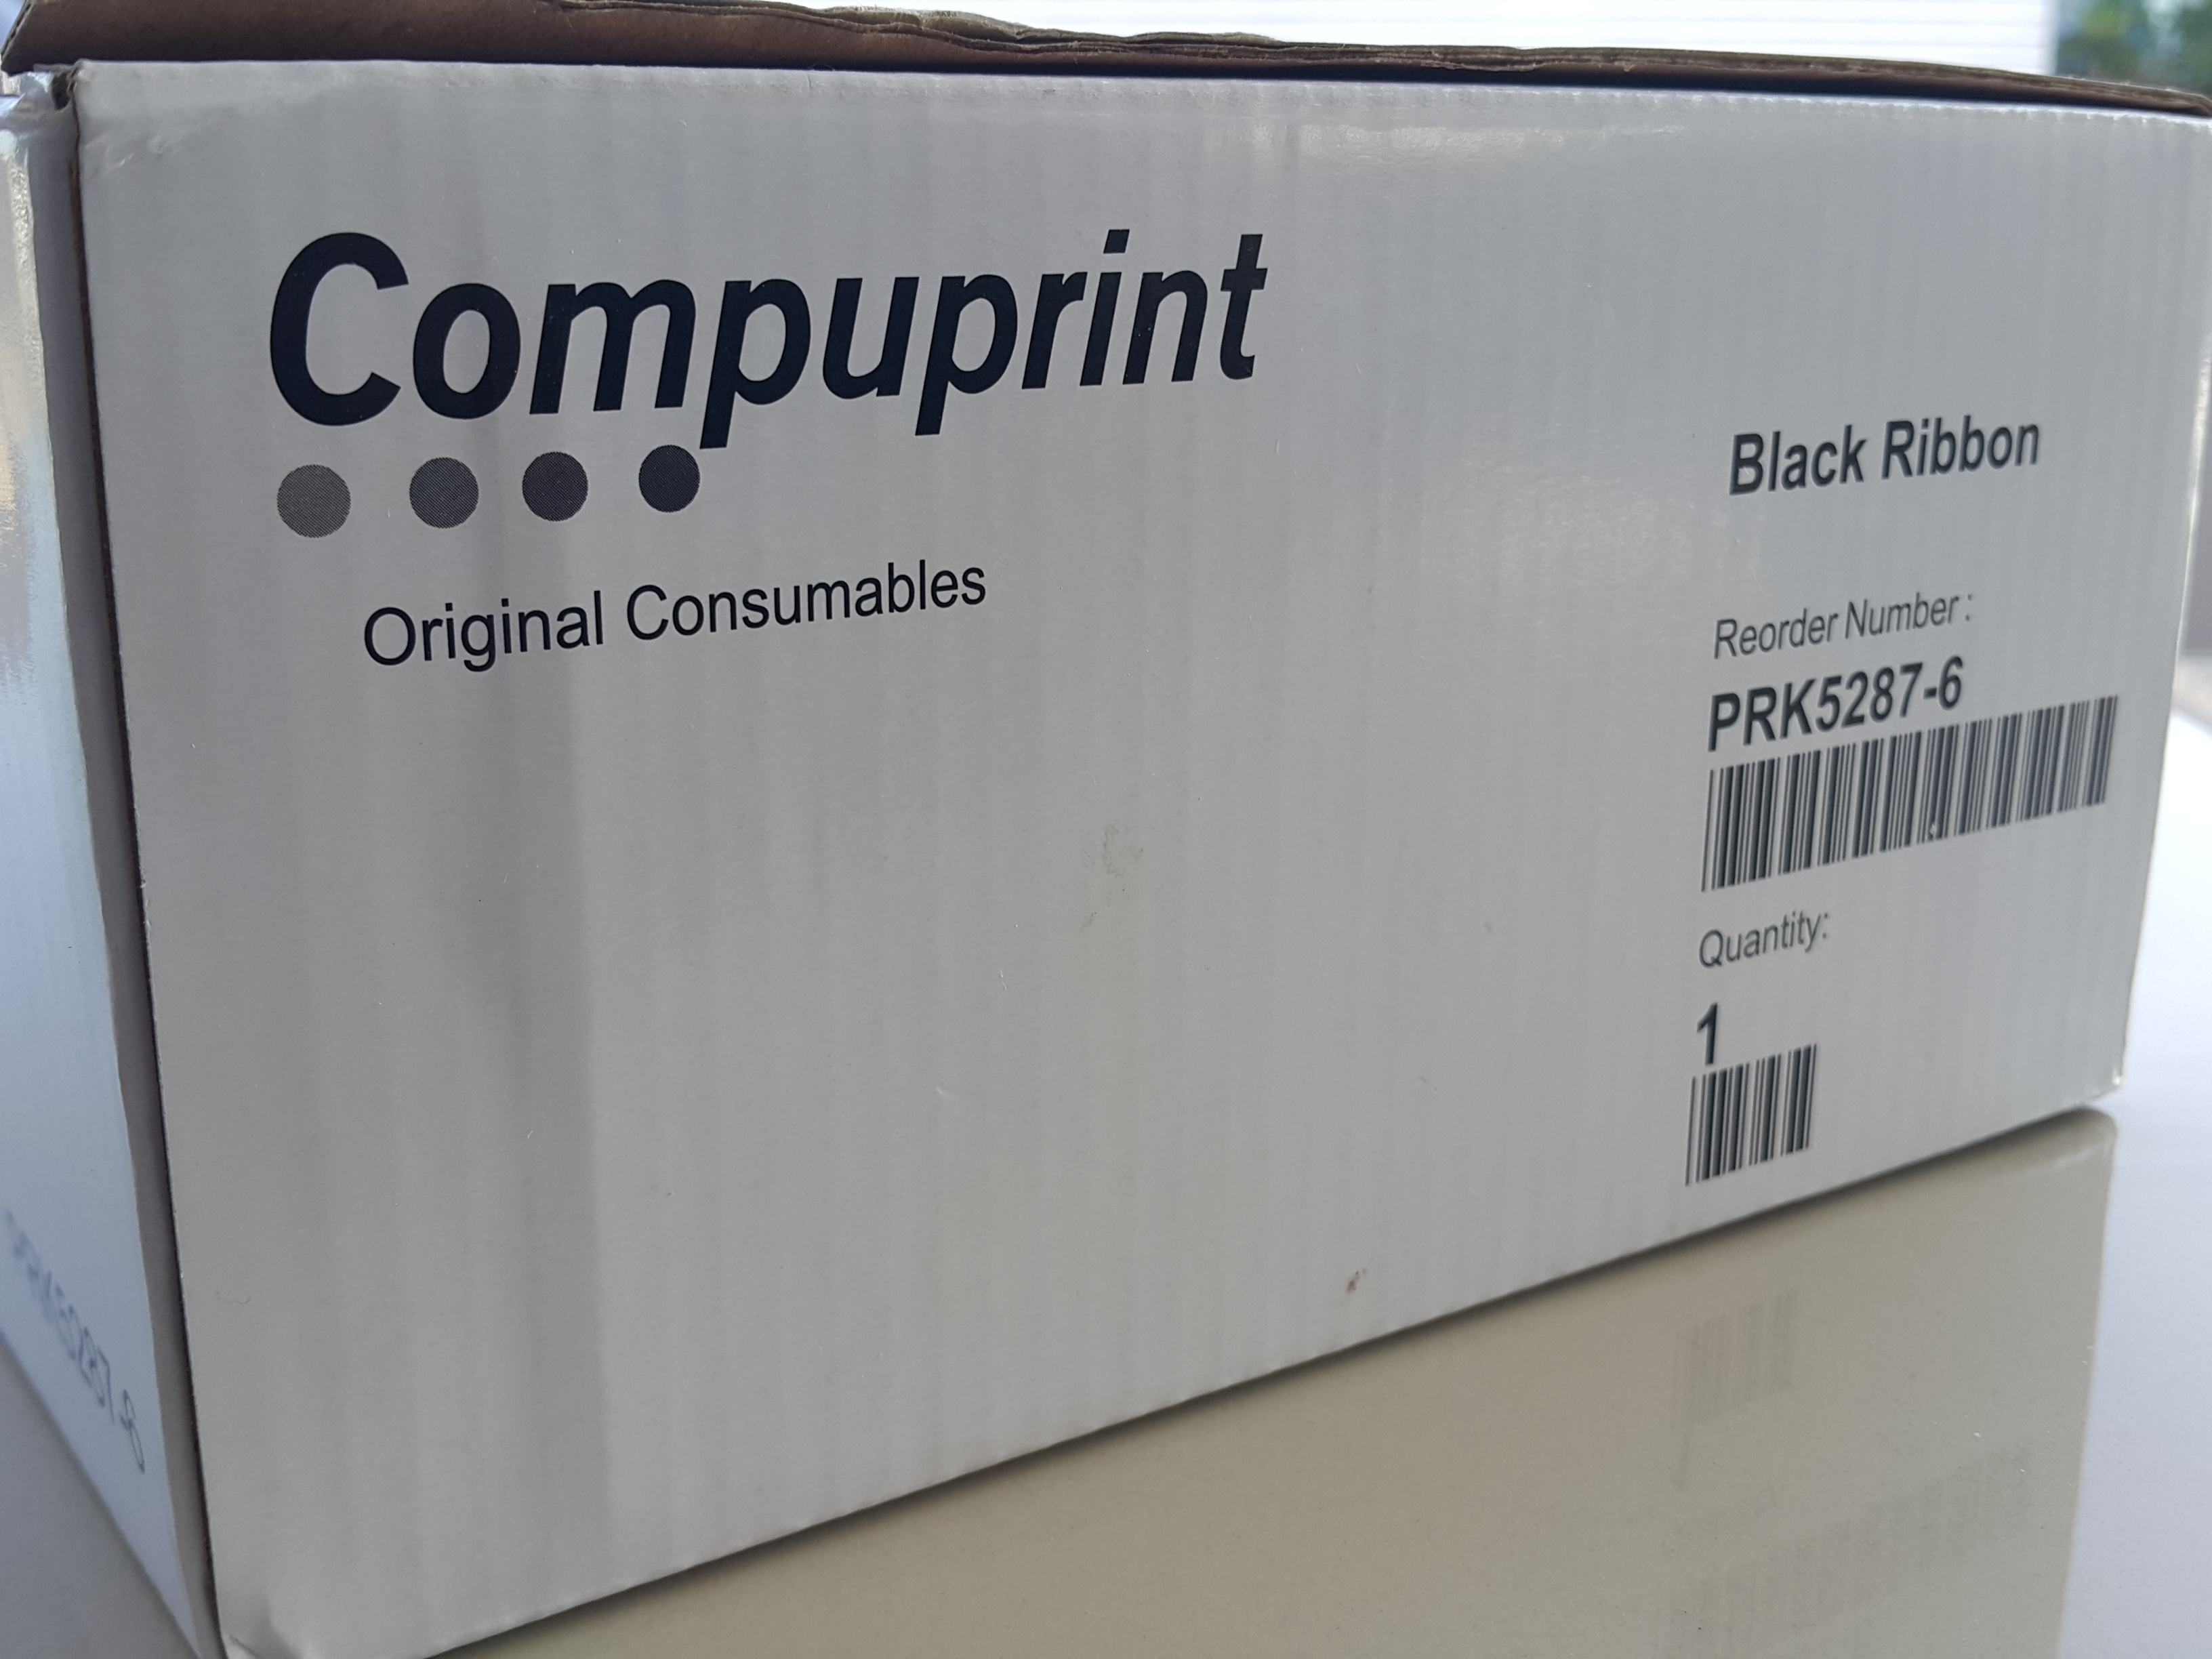 Compuprint
Original Consumables
Black Ribbon
Reorder Number :
PRK5287-6
Quantity:
1
PRK5287-6